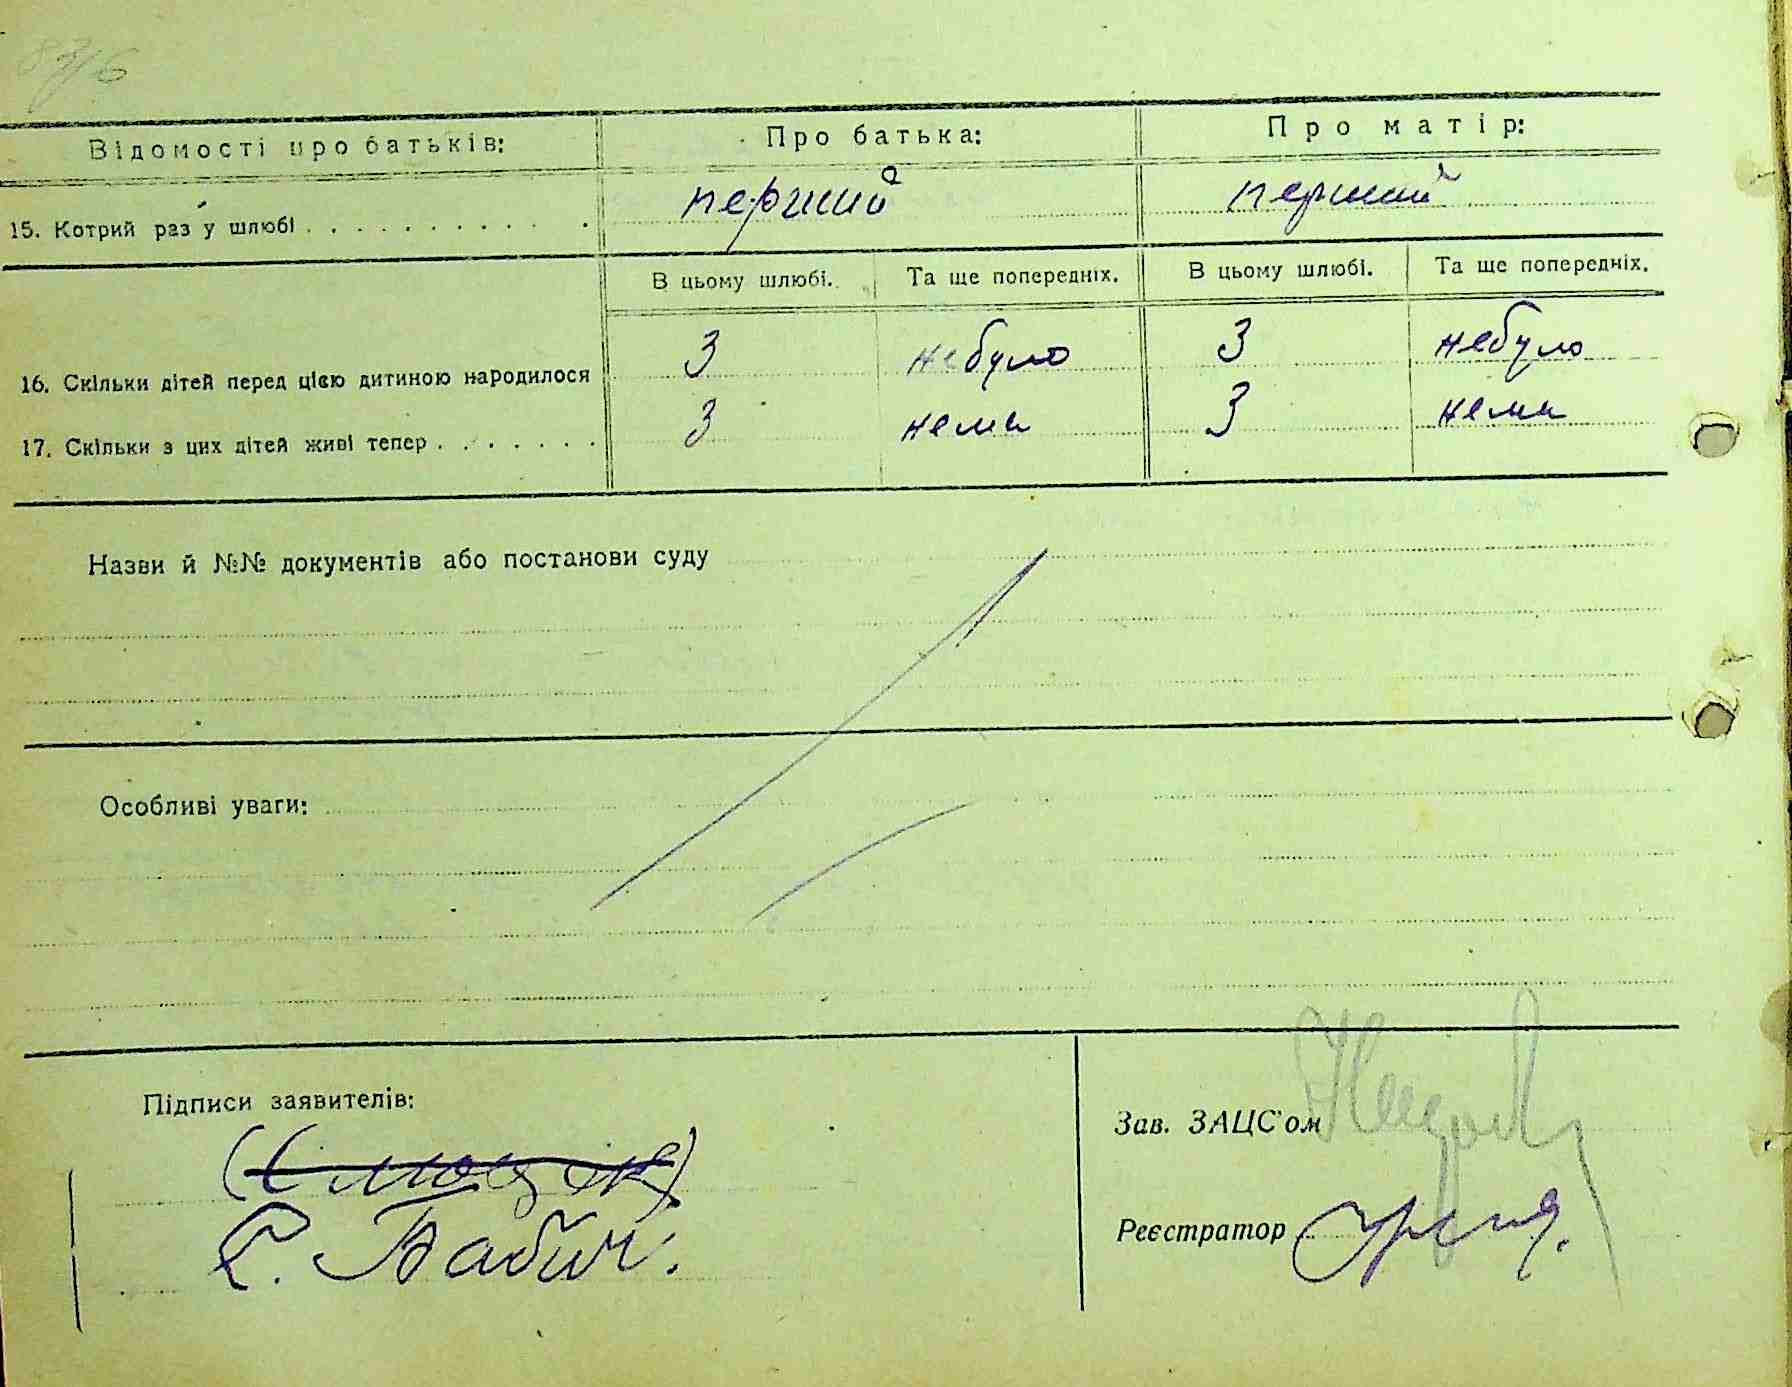 Відомості про батьків: Про батька: Про матір:
15. Котрий раз у шлюбі . . . . . . . . . . . перший перший
В цьому шлюбі. Та ще попередніх. В цьому шлюбі. Та ще попередніх.
16. Скільки дітей перед цією дитиною народилося 3 небуло 3 небуло
17. Скільки з цих дітей живі тепер . . . . . . . 3 нема 3 нема
Назви й №№ документів або постанови суду
Особливі уваги:
Підписи заявителів:
Є. Бабич.
Зав. ЗАЦС'ом
Реєстратор